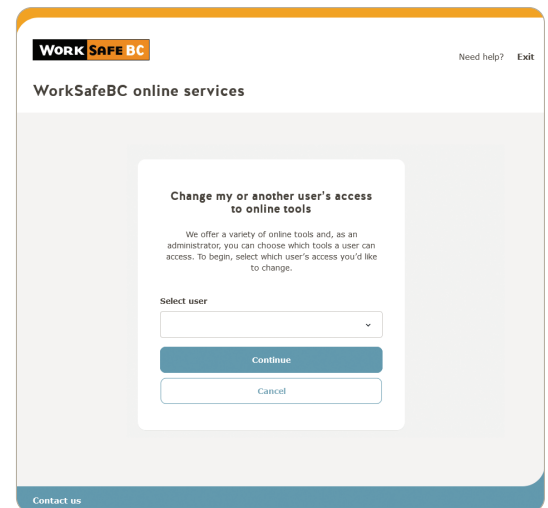 WORK SAFE BC
Need help? Exit
WorkSafeBC online services
Change my or another user's access
to online tools
We offer a variety of online tools and, as an
administrator, you can choose which tools a user can
access. To begin, select which user's access you'd like
to change.
Select user
Continue
Cancel
Contact us